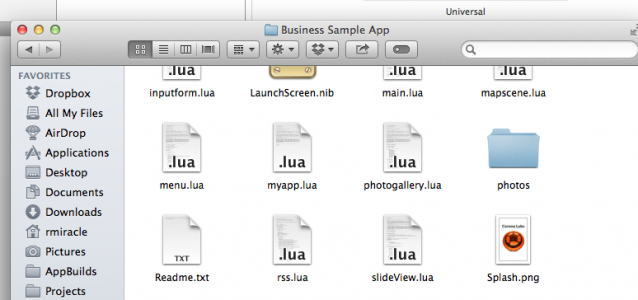 Universal
Business Sample App
FAVORITES
Dropbox
All My Files
AirDrop
Applications
Desktop
Documents
Downloads
rmiracle
Pictures
AppBuilds
Projects
.lua .lua .lua
inputform.lua LaunchScreen.nib main.lua mapscene.lua
.lua .lua .lua
menu.lua myapp.lua photogallery.lua photos
TXT .lua .lua Corona Labs
Readme.txt rss.lua slideView.lua Splash.png